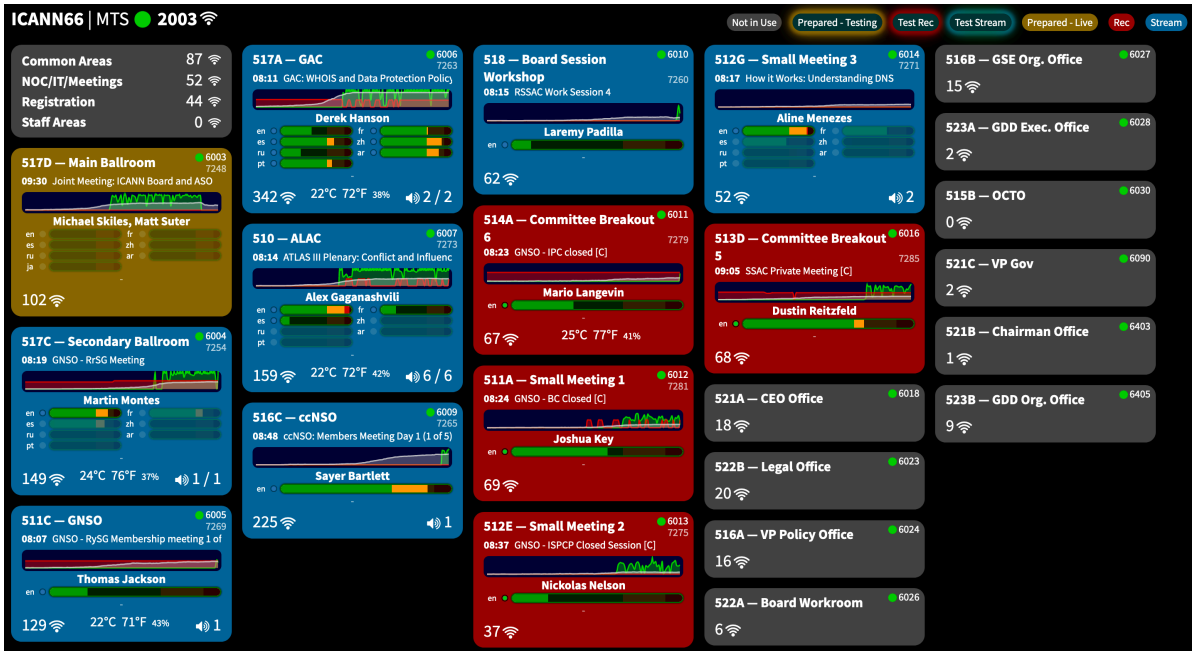 ICANN66 | MTS 2003
Not in Use
Prepared - Testing
Test Rec
Test Stream
Prepared - Live
Rec
Stream
Common Areas 87
NOC/IT/Meetings 52
Registration 44
Staff Areas 0
517D — Main Ballroom 6003
7248
09:30 Joint Meeting: ICANN Board and ASO
Michael Skiles, Matt Suter
en fr
es zh
ru ar
ja
-
102
517C — Secondary Ballroom 6004
7254
08:19 GNSO - RrSG Meeting
Martin Montes
en fr
es zh
ru ar
pt
-
149 24°C 76°F 37% 1 / 1
511C — GNSO 6005
7269
08:07 GNSO - RySG Membership meeting 1 of
Thomas Jackson
en
-
129 22°C 71°F 43% 1
517A — GAC 6006
7263
08:11 GAC: WHOIS and Data Protection Policy
Derek Hanson
en fr
es zh
ru ar
pt
-
342 22°C 72°F 38% 2 / 2
510 — ALAC 6007
7273
08:14 ATLAS III Plenary: Conflict and Influenc
Alex Gaganashvili
en fr
es zh
ru ar
pt
-
159 22°C 72°F 42% 6 / 6
516C — ccNSO 6009
7265
08:48 ccNSO: Members Meeting Day 1 (1 of 5)
Sayer Bartlett
en
-
225 1
518 — Board Session 6010
Workshop 7260
08:15 RSSAC Work Session 4
Laremy Padilla
en
-
62
514A — Committee Breakout 6011
6 7279
08:23 GNSO - IPC closed [C]
Mario Langevin
en
-
67 25°C 77°F 41%
511A — Small Meeting 1 6012
7281
08:24 GNSO - BC Closed [C]
Joshua Key
en
-
69
512E — Small Meeting 2 6013
7275
08:37 GNSO - ISPCP Closed Session [C]
Nickolas Nelson
en
-
37
512G — Small Meeting 3 6014
7271
08:17 How it Works: Understanding DNS
Aline Menezes
en fr
es zh
ru ar
-
52 2
513D — Committee Breakout 6016
5 7285
09:05 SSAC Private Meeting [C]
Dustin Reitzfeld
en
-
68
521A — CEO Office 6018
18
522B — Legal Office 6023
20
516A — VP Policy Office 6024
16
522A — Board Workroom 6026
6
516B — GSE Org. Office 6027
15
523A — GDD Exec. Office 6028
2
515B — OCTO 6030
0
521C — VP Gov 6090
2
521B — Chairman Office 6403
1
523B — GDD Org. Office 6405
9